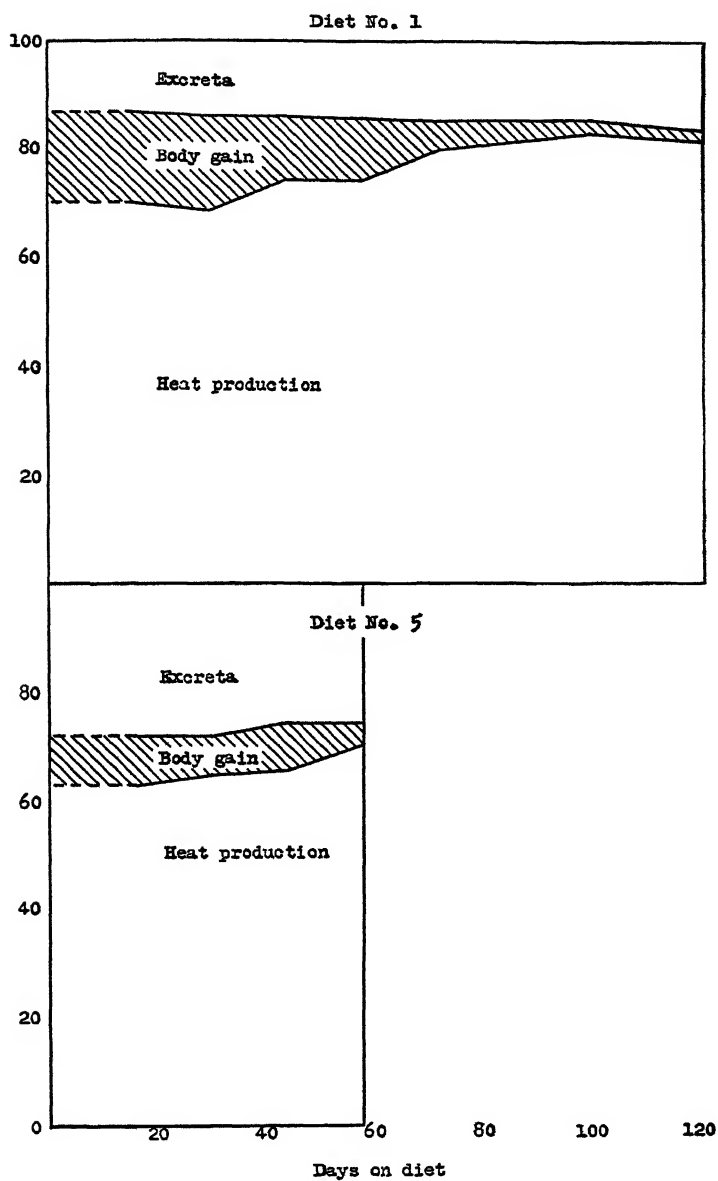 Diet No. 1
100
Excreta
80
Body gain
60
40
Heat production
20
Diet No. 5
80
Excreta
Body gain
60
Heat production
40
20
0
20 40 60 80 100 120
Days on diet